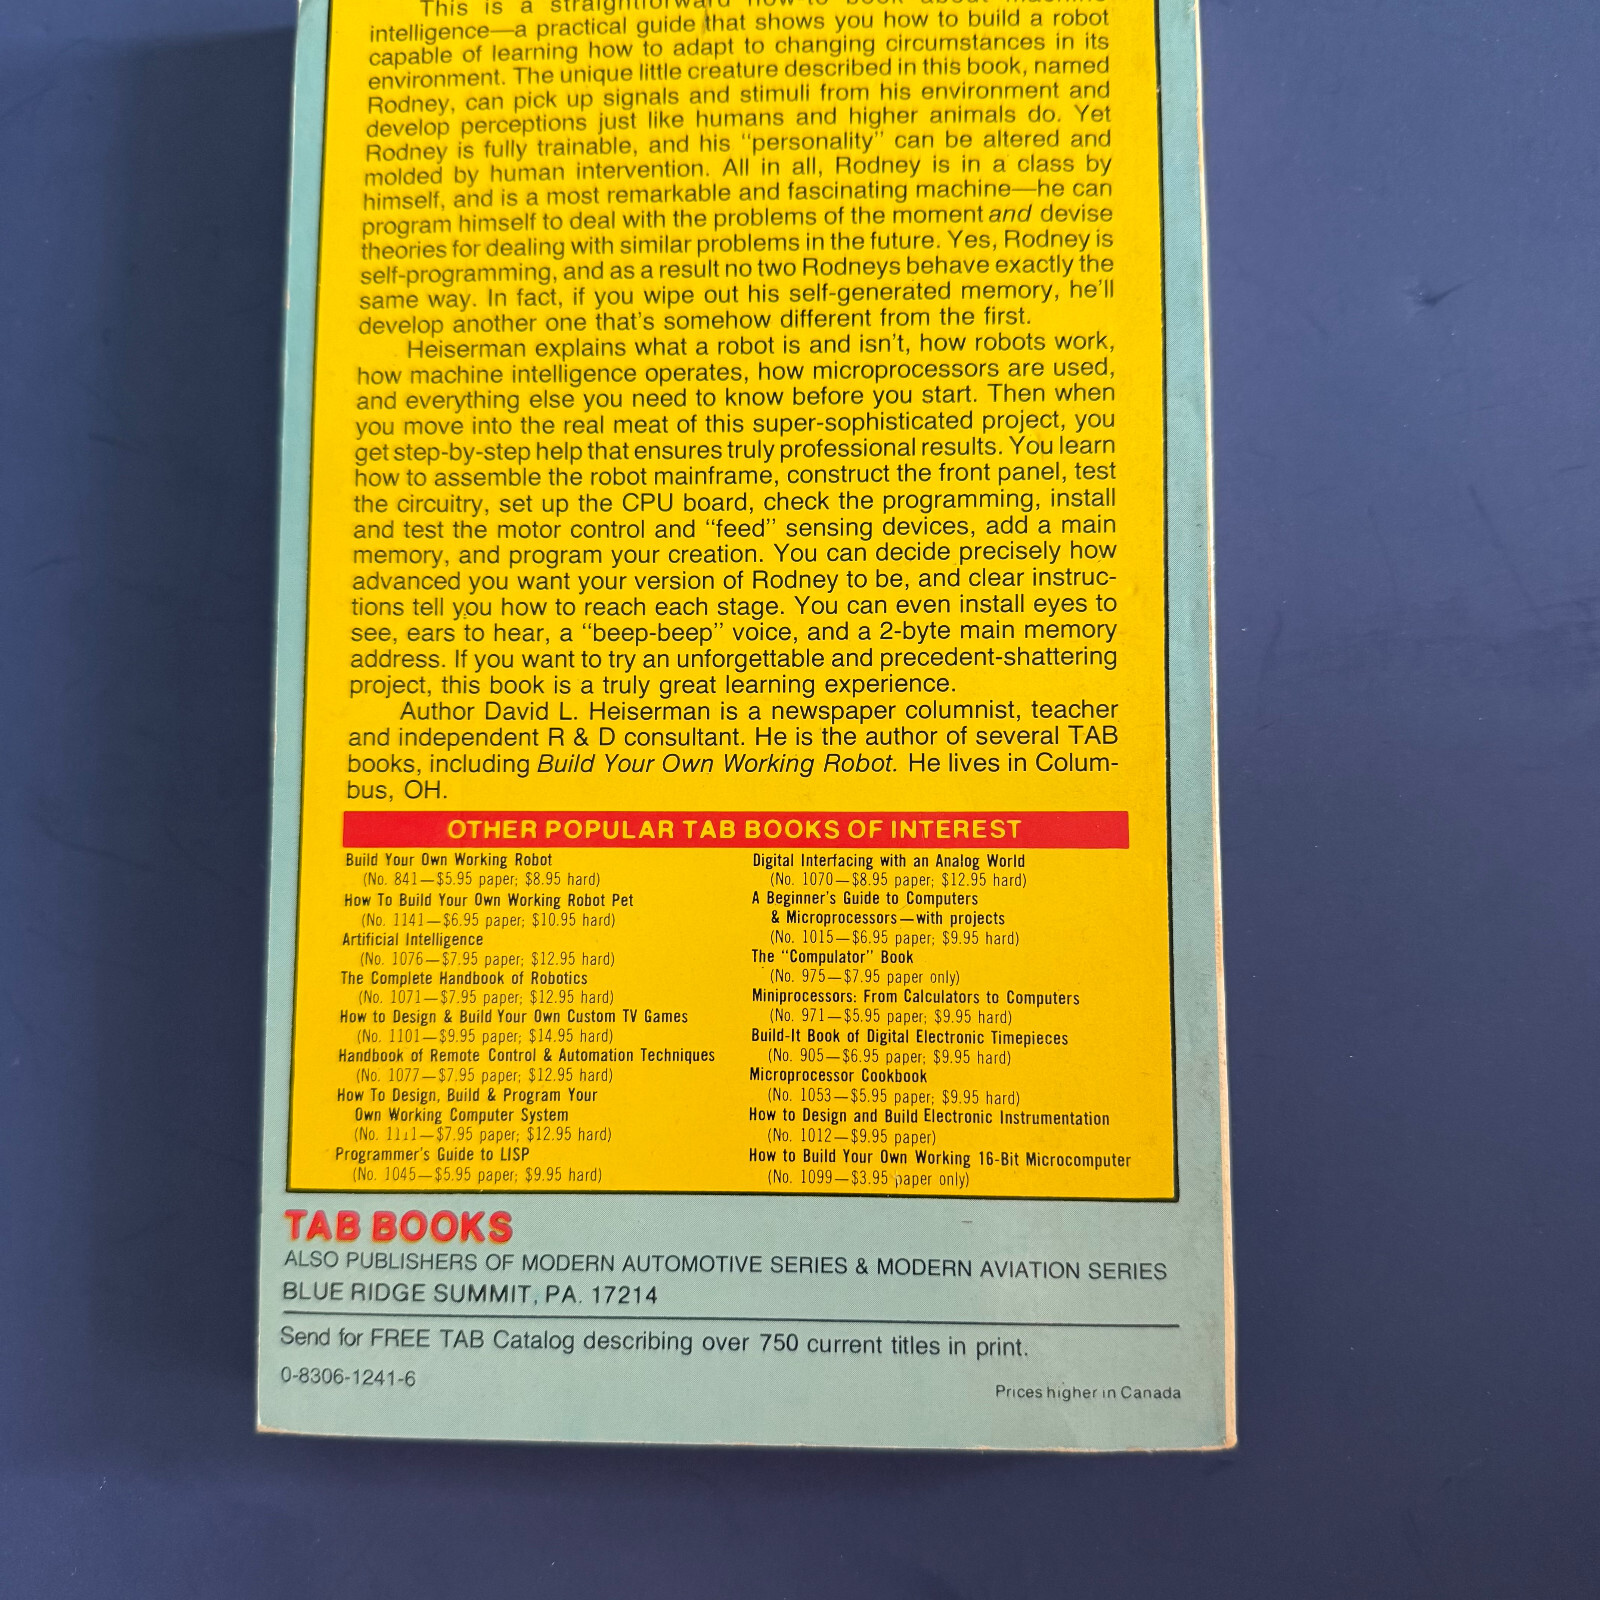 This is a straightforward how-to book about machine
intelligence—a practical guide that shows you how to build a robot
capable of learning how to adapt to changing circumstances in its
environment. The unique little creature described in this book, named
Rodney, can pick up signals and stimuli from his environment and
develop perceptions just like humans and higher animals do. Yet
Rodney is fully trainable, and his “personality” can be altered and
molded by human intervention. All in all, Rodney is in a class by
himself, and is a most remarkable and fascinating machine—he can
program himself to deal with the problems of the moment and devise
theories for dealing with similar problems in the future. Yes, Rodney is
self-programming, and as a result no two Rodneys behave exactly the
same way. In fact, if you wipe out his self-generated memory, he'll
develop another one that's somehow different from the first.
Heiserman explains what a robot is and isn't, how robots work,
how machine intelligence operates, how microprocessors are used,
and everything else you need to know before you start. Then when
you move into the real meat of this super-sophisticated project, you
get step-by-step help that ensures truly professional results. You learn
how to assemble the robot mainframe, construct the front panel, test
the circuitry, set up the CPU board, check the programming, install
and test the motor control and “feed” sensing devices, add a main
memory, and program your creation. You can decide precisely how
advanced you want your version of Rodney to be, and clear instruc-
tions tell you how to reach each stage. You can even install eyes to
see, ears to hear, a “beep-beep” voice, and a 2-byte main memory
address. If you want to try an unforgettable and precedent-shattering
project, this book is a truly great learning experience.
Author David L. Heiserman is a newspaper columnist, teacher
and independent R & D consultant. He is the author of several TAB
books, including Build Your Own Working Robot. He lives in Colum-
bus, OH.
OTHER POPULAR TAB BOOKS OF INTEREST
Build Your Own Working Robot
(No. 841—$5.95 paper; $8.95 hard)
How To Build Your Own Working Robot Pet
(No. 1141—$6.95 paper; $10.95 hard)
Artificial Intelligence
(No. 1076—$7.95 paper; $12.95 hard)
The Complete Handbook of Robotics
(No. 1071—$7.95 paper; $12.95 hard)
How to Design & Build Your Own Custom TV Games
(No. 1101—$9.95 paper; $14.95 hard)
Handbook of Remote Control & Automation Techniques
(No. 1077—$7.95 paper; $12.95 hard)
How To Design, Build & Program Your
Own Working Computer System
(No. 1111—$7.95 paper; $12.95 hard)
Programmer's Guide to LISP
(No. 1045—$5.95 paper; $9.95 hard)
Digital Interfacing with an Analog World
(No. 1070—$8.95 paper; $12.95 hard)
A Beginner's Guide to Computers
& Microprocessors—with projects
(No. 1015—$6.95 paper; $9.95 hard)
The “Compulator” Book
(No. 975—$7.95 paper only)
Miniprocessors: From Calculators to Computers
(No. 971—$5.95 paper; $9.95 hard)
Build-It Book of Digital Electronic Timepieces
(No. 905—$6.95 paper; $9.95 hard)
Microprocessor Cookbook
(No. 1053—$5.95 paper; $9.95 hard)
How to Design and Build Electronic Instrumentation
(No. 1012—$9.95 paper)
How to Build Your Own Working 16-Bit Microcomputer
(No. 1099—$3.95 paper only)
TAB BOOKS
ALSO PUBLISHERS OF MODERN AUTOMOTIVE SERIES & MODERN AVIATION SERIES
BLUE RIDGE SUMMIT, PA. 17214
Send for FREE TAB Catalog describing over 750 current titles in print.
0-8306-1241-6
Prices higher in Canada